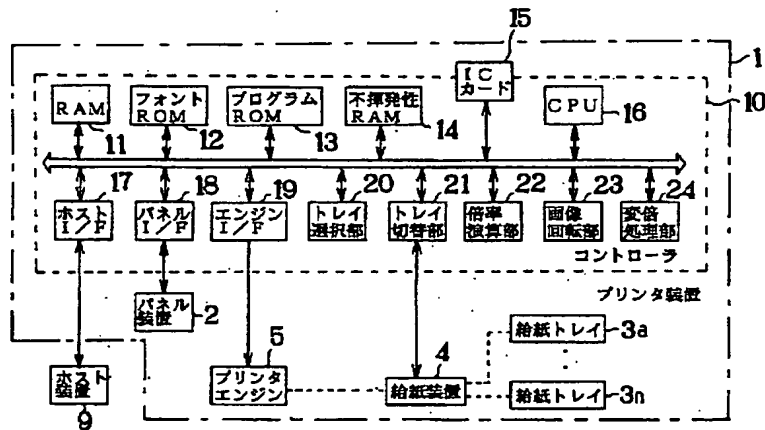 15
1
RAM
フォント
ROM
プログラム
ROM
不揮発性
RAM
IC
カード
CPU
10
11
12
13
14
16
17
18
19
20
21
22
23
24
ホスト
I/F
パネル
I/F
エンジン
I/F
トレイ
選択部
トレイ
切替部
倍率
演算部
画像
回転部
変倍
処理部
コントローラ
プリンタ装置
パネル
装置
2
5
4
給紙トレイ
3a
ホスト
装置
9
プリンタ
エンジン
給紙装置
給紙トレイ
3n